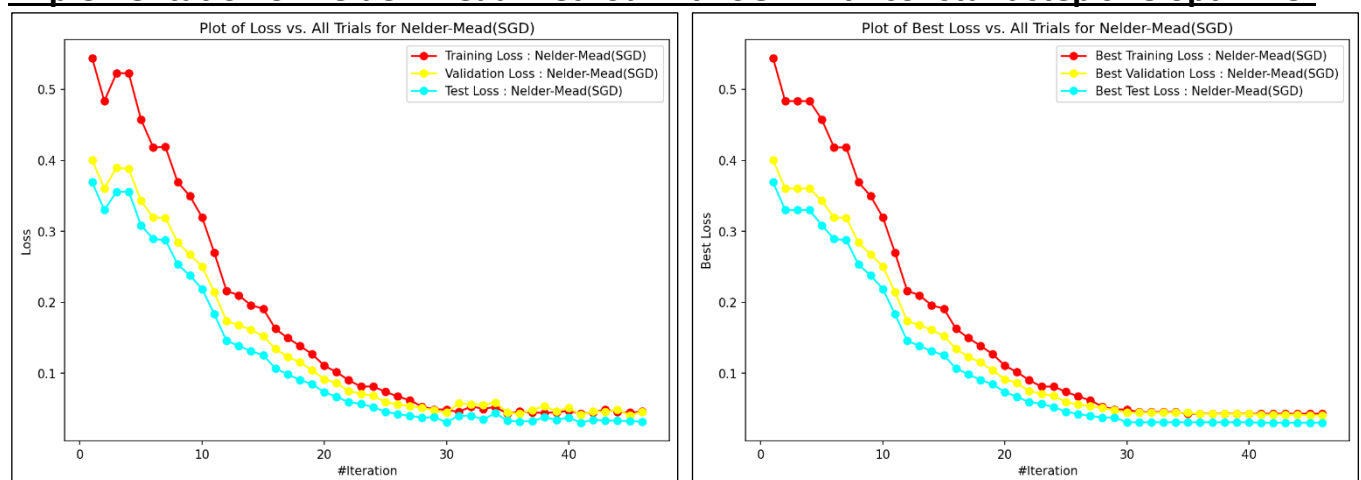 Plot of Loss vs. All Trials for Nelder-Mead(SGD)
Training Loss : Nelder-Mead(SGD)
Validation Loss : Nelder-Mead(SGD)
Test Loss : Nelder-Mead(SGD)
Loss
0.5
0.4
0.3
0.2
0.1
0
10
20
30
40
#Iteration
Plot of Best Loss vs. All Trials for Nelder-Mead(SGD)
Best Training Loss : Nelder-Mead(SGD)
Best Validation Loss : Nelder-Mead(SGD)
Best Test Loss : Nelder-Mead(SGD)
Best Loss
0.5
0.4
0.3
0.2
0.1
0
10
20
30
40
#Iteration